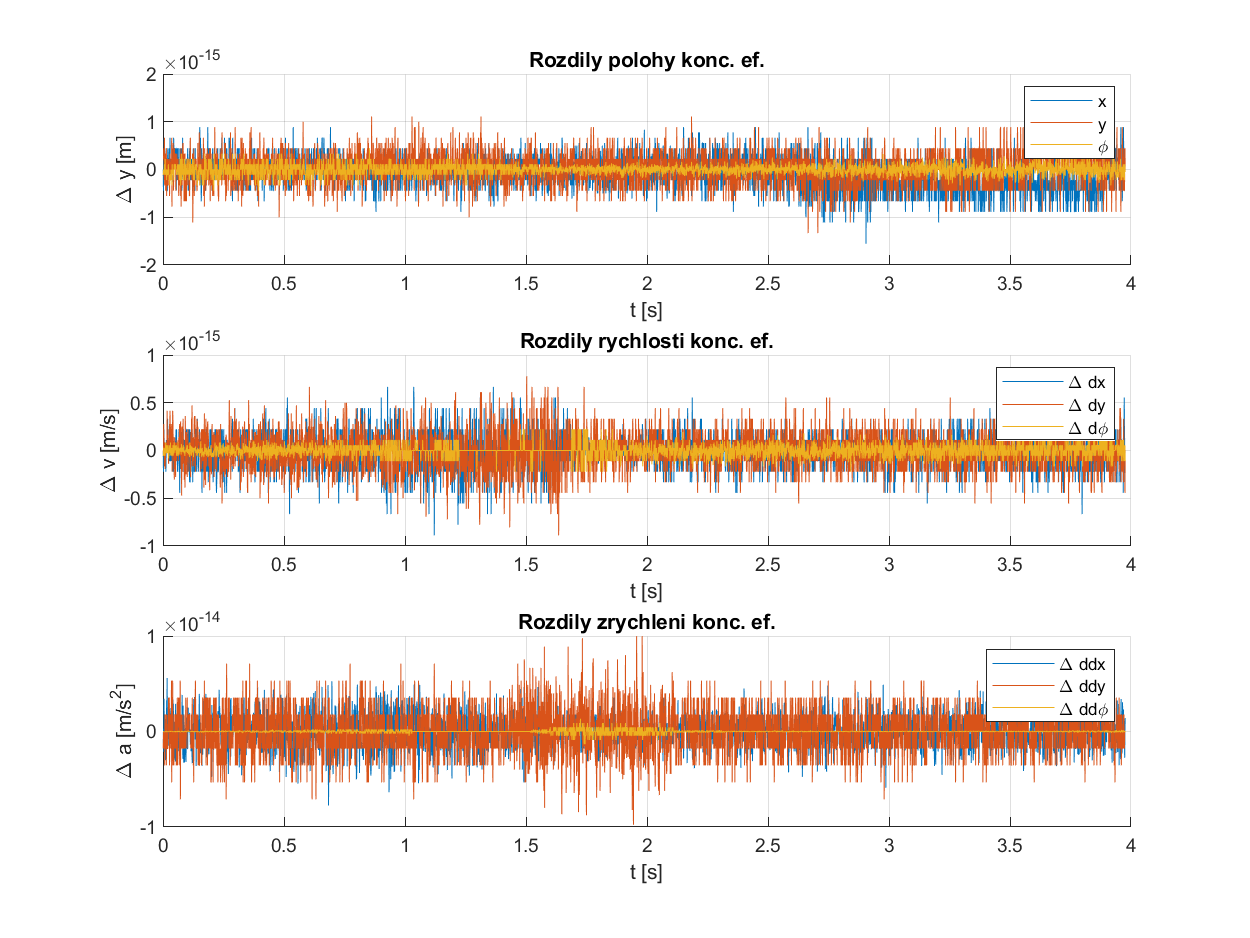 ×10⁻¹⁵
Rozdily polohy konc. ef.
2
1
0
-1
-2
Δ y [m]
x
y
ϕ
0 0.5 1 1.5 2 2.5 3 3.5 4
t [s]
×10⁻¹⁵
Rozdily rychlosti konc. ef.
1
0.5
0
-0.5
-1
Δ v [m/s]
Δ dx
Δ dy
Δ dϕ
0 0.5 1 1.5 2 2.5 3 3.5 4
t [s]
×10⁻¹⁴
Rozdily zrychleni konc. ef.
1
0
-1
Δ a [m/s²]
Δ ddx
Δ ddy
Δ ddϕ
0 0.5 1 1.5 2 2.5 3 3.5 4
t [s]